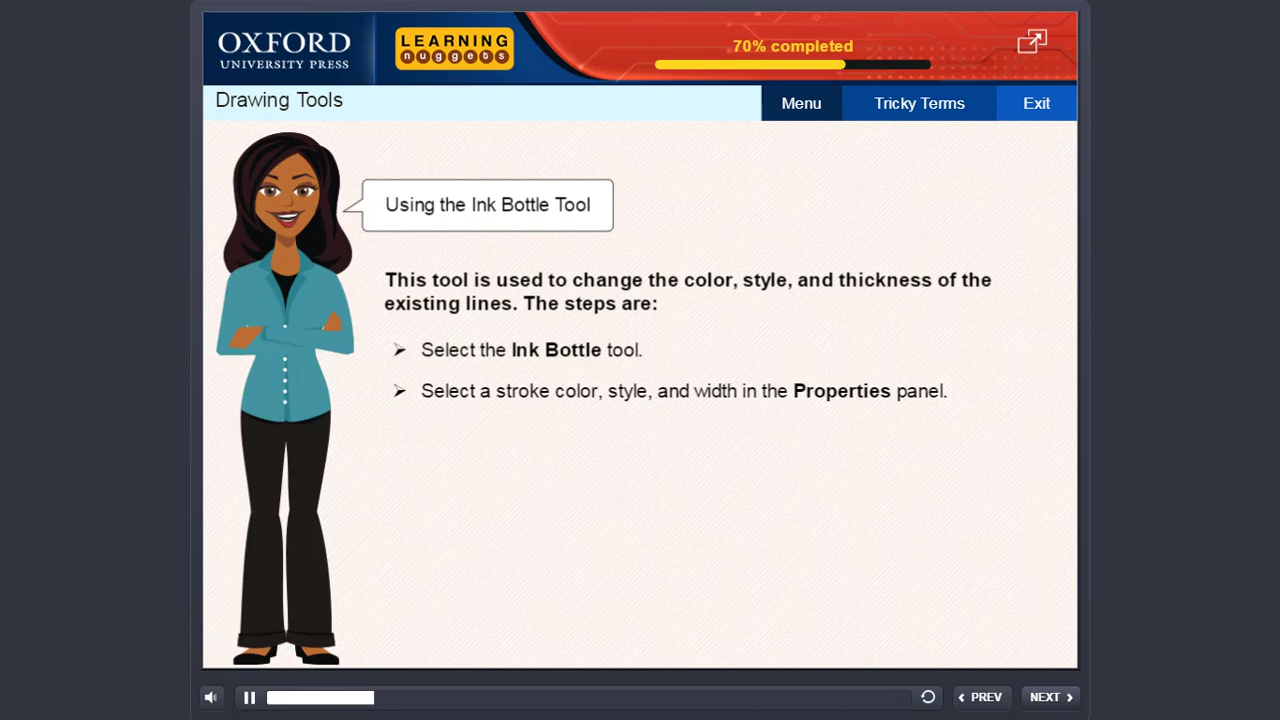 OXFORD
UNIVERSITY PRESS
LEARNING
nuggets
70% completed
Drawing Tools
Menu
Tricky Terms
Exit
Using the Ink Bottle Tool
This tool is used to change the color, style, and thickness of the
existing lines. The steps are:
➢ Select the Ink Bottle tool.
➢ Select a stroke color, style, and width in the Properties panel.
PREV
NEXT